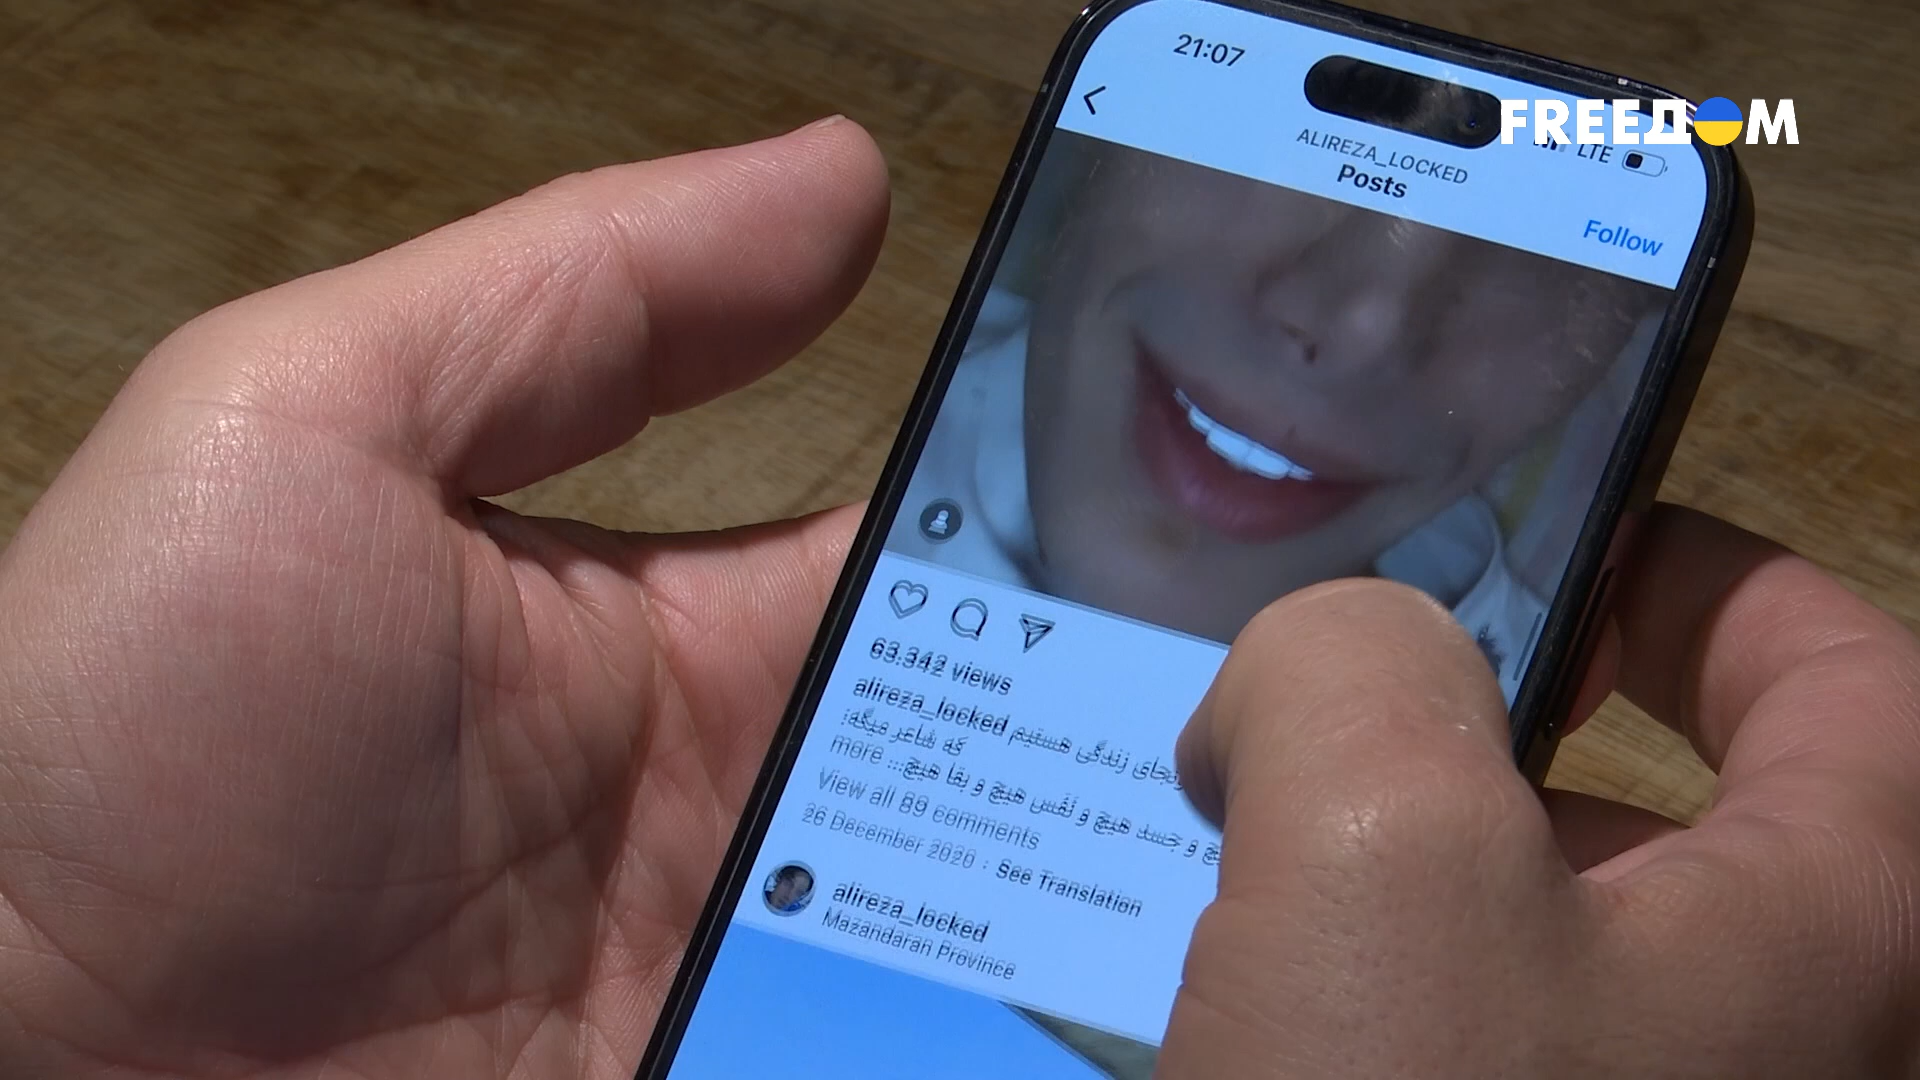 21:07
FREEДOM
LTE
ALIREZA_LOCKED
Posts
Follow
63.342 views
alireza_locked زندگی هستیم
که شاعر میگه:
و جسد هیچ و نفس هیچ و بقا هیچ... more
View all 89 comments
26 December 2020 · See Translation
alireza_locked
Mazandaran Province